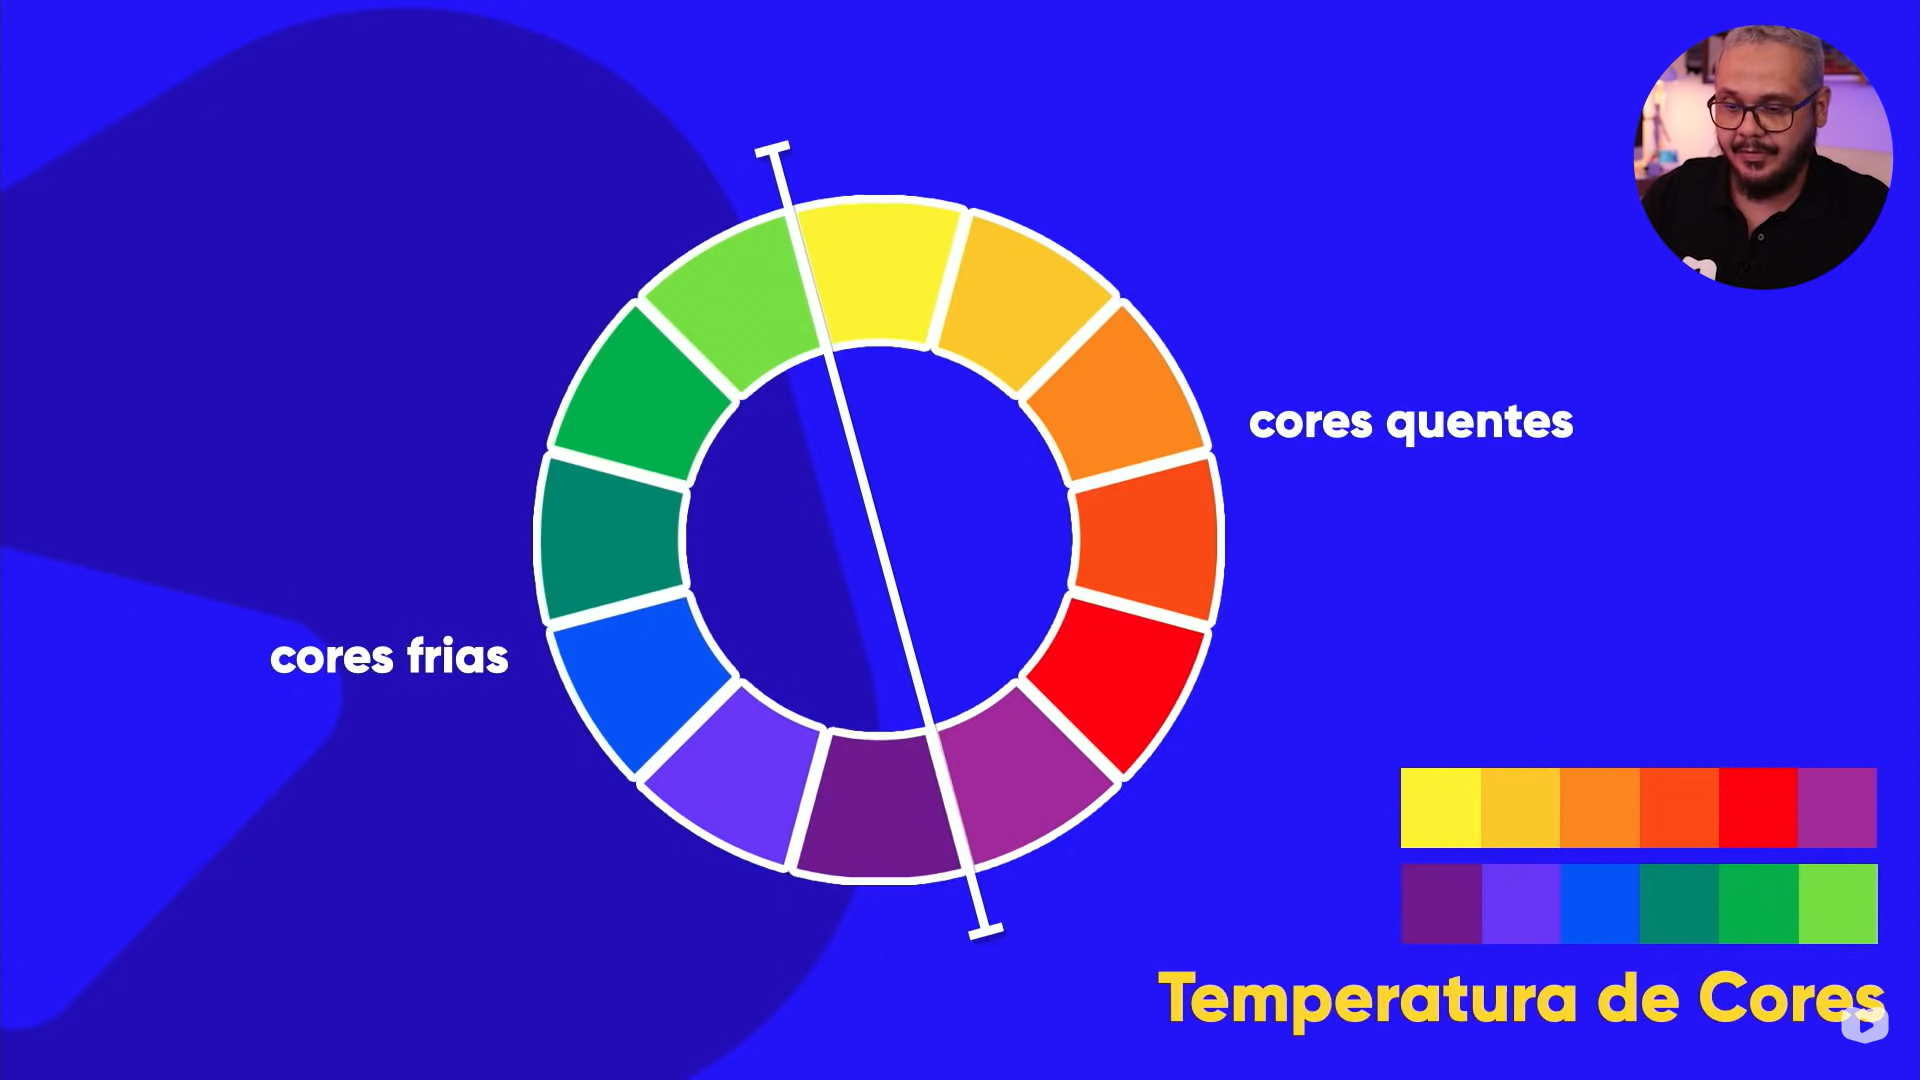 cores quentes
cores frias
Temperatura de Cores